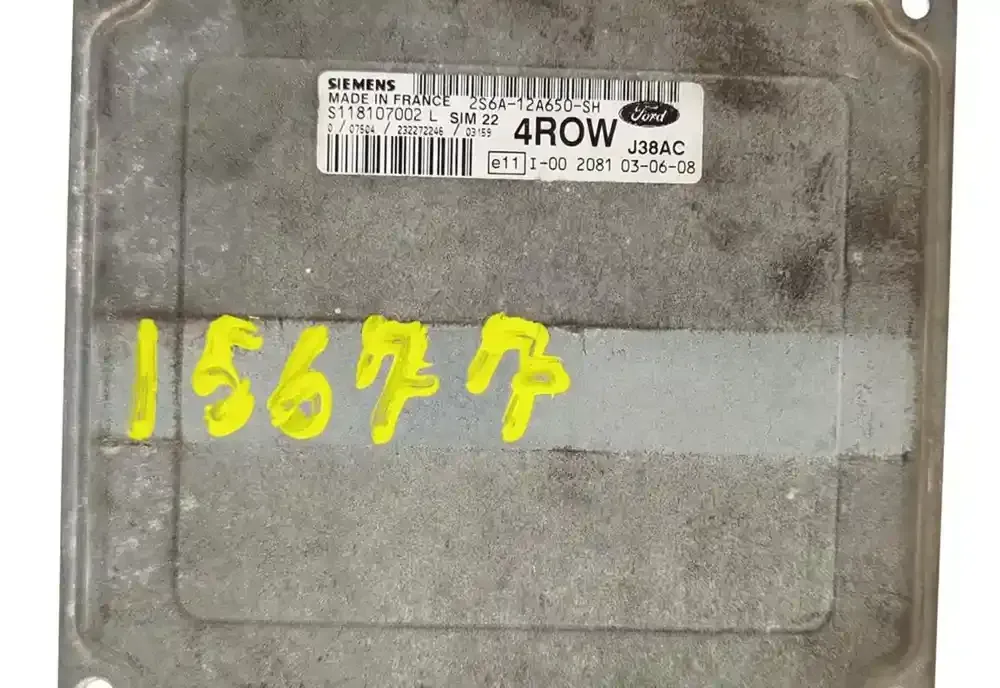 SIEMENS
MADE IN FRANCE 2S6A-12A650-SH
Ford
S118107002 L SIM 22
0 / 07504 / 232272246 / 03159
4ROW J38AC
e11 I-00 2081 03-06-08
15677